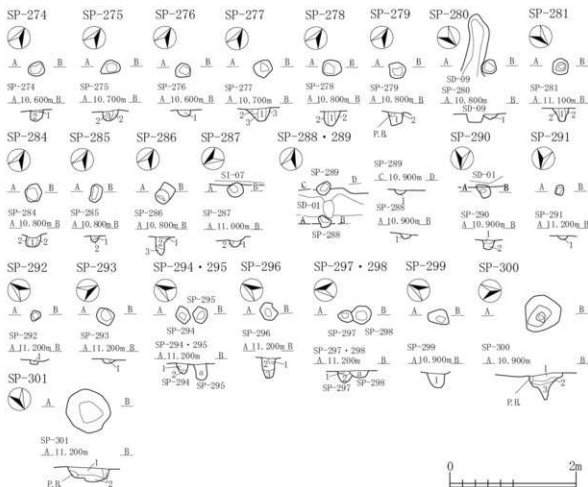 SP-274 SP-275 SP-276 SP-277 SP-278 SP-279 SP-280 SP-281
A B A B A B A B A B A B A B A B
SD-09
SP-274 SP-275 SP-276 SP-277 SP-278 SP-279 SP-280 SP-281
A 10.600m B A 10.700m B A 10.600m B A 10.700m B A 10.800m B A 10.800m B A 10.800m B A 11.100m B
SD-09
P.B.
SP-284 SP-285 SP-286 SP-287 SP-288・289 SP-290 SP-291
SP-289
C 10.900m D
SI-07
SP-289
C D
SD-01
SD-01
A B A B A B A B A B A B A B
SP-288
SP-284 SP-285 SP-286 SP-287 SP-288 SP-290 SP-291
A 10.800m B A 10.800m B A 10.800m B A 11.000m B A 10.900m B A 10.900m B A 11.200m B
SP-292 SP-293 SP-294・295 SP-296 SP-297・298 SP-299 SP-300
SP-295
A B A B A B A B A B A B A B
SP-294
SP-297 SP-298
SP-292 SP-293 SP-294・295 SP-296 SP-297・298 SP-299 SP-300
A 11.200m B A 11.200m B A 11.200m B A 11.200m B A 11.200m B A 10.900m B A 10.900m B
SP-294 SP-295
SP-297 SP-298
P.B.
SP-301
A B
SP-301
A 11.200m B
P.B.
1
2
0 2m